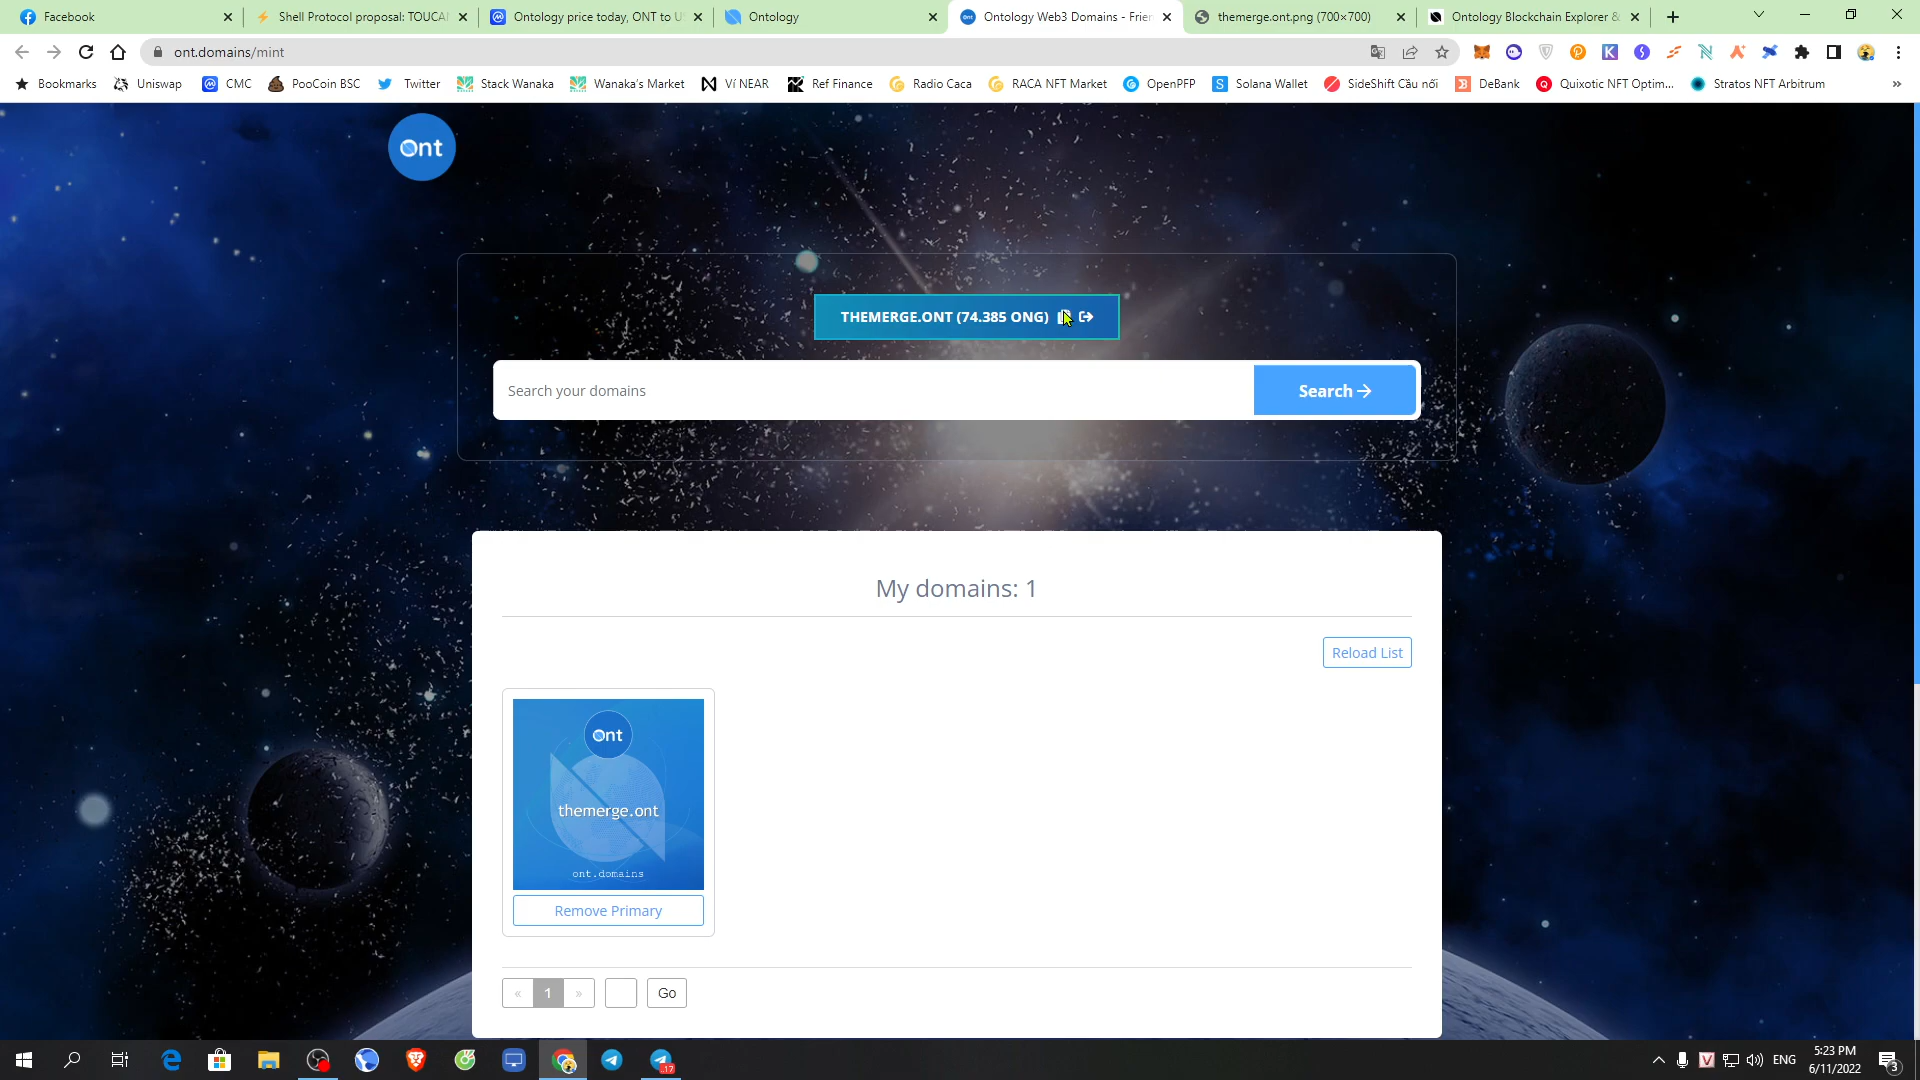 Facebook
Shell Protocol proposal: TOUCA
Ontology price today, ONT to U
Ontology
Ontology Web3 Domains - Frien
themerge.ont.png (700×700)
Ontology Blockchain Explorer &
ont.domains/mint
Bookmarks
Uniswap
CMC
PooCoin BSC
Twitter
Stack Wanaka
Wanaka's Market
Ví NEAR
Ref Finance
Radio Caca
RACA NFT Market
OpenPFP
Solana Wallet
SideShift Cầu nối
DeBank
Quixotic NFT Optim...
Stratos NFT Arbitrum
»
Ont
THEMERGE.ONT (74.385 ONG)
Search your domains
Search
My domains: 1
Reload List
Ont
themerge.ont
ont.domains
Remove Primary
« 1 »
Go
17
ENG
5:23 PM
6/11/2022
3